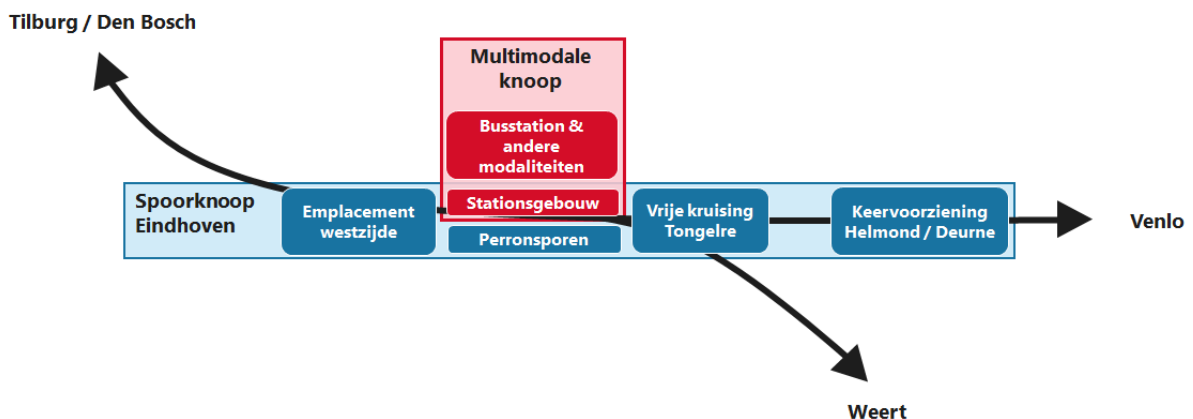 Tilburg / Den Bosch
Multimodale
knoop
Busstation &
andere
modaliteiten
Spoorknoop
Eindhoven
Emplacement
westzijde
Stationsgebouw
Perronsporen
Vrije kruising
Tongelre
Keervoorziening
Helmond / Deurne
Venlo
Weert